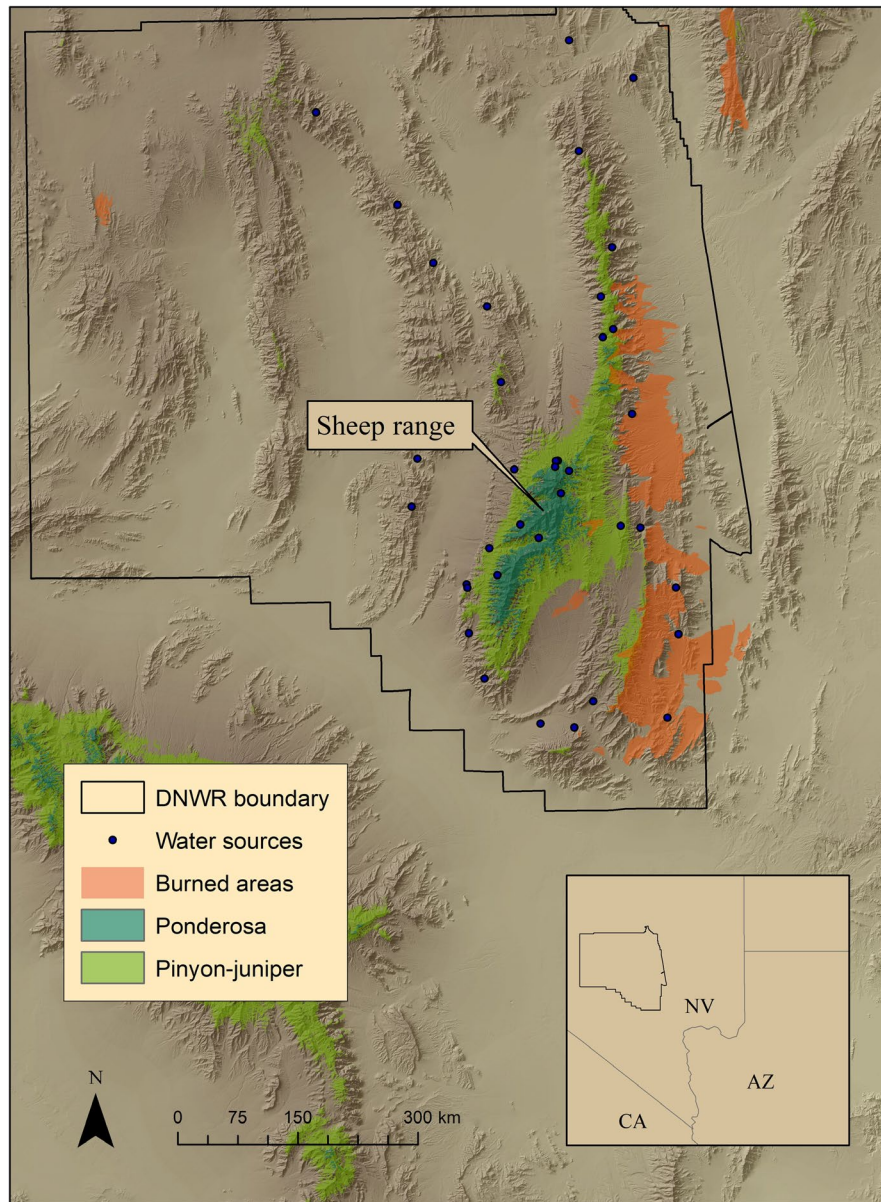 Sheep range
DNWR boundary
Water sources
Burned areas
Ponderosa
Pinyon-juniper
NV
AZ
CA
N
0 75 150 300 km